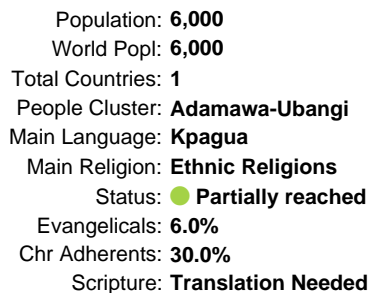 Population: 6,000
World Popl: 6,000
Total Countries: 1
People Cluster: Adamawa-Ubangi
Main Language: Kpagua
Main Religion: Ethnic Religions
Status: Partially reached
Evangelicals: 6.0%
Chr Adherents: 30.0%
Scripture: Translation Needed